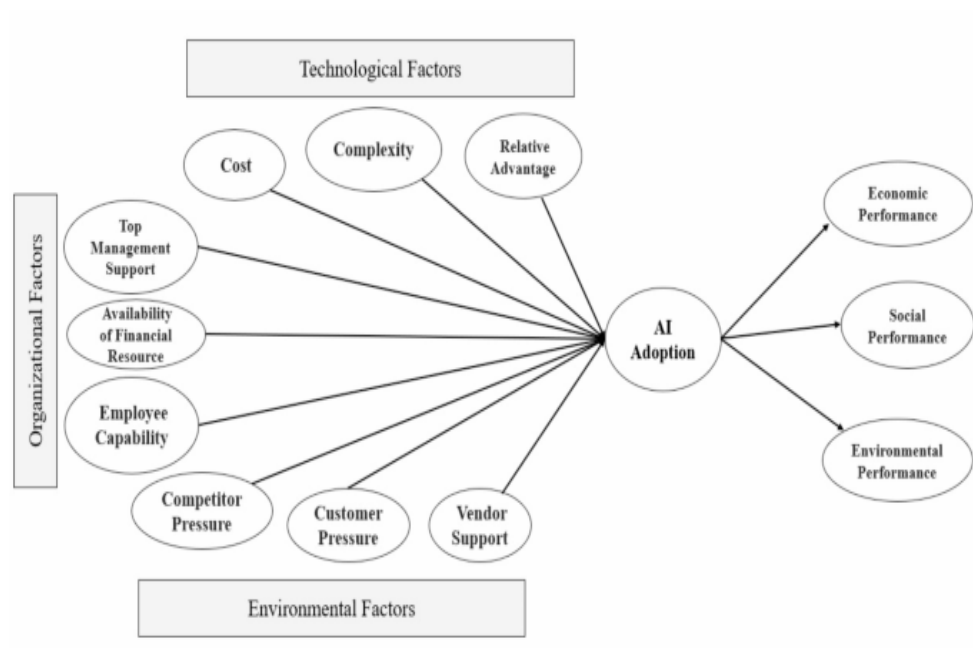 Technological Factors
Cost
Complexity
Relative
Advantage
Organizational Factors
Top
Management
Support
Availability
of Financial
Resource
Employee
Capability
Competitor
Pressure
Customer
Pressure
Vendor
Support
Environmental Factors
AI
Adoption
Economic
Performance
Social
Performance
Environmental
Performance